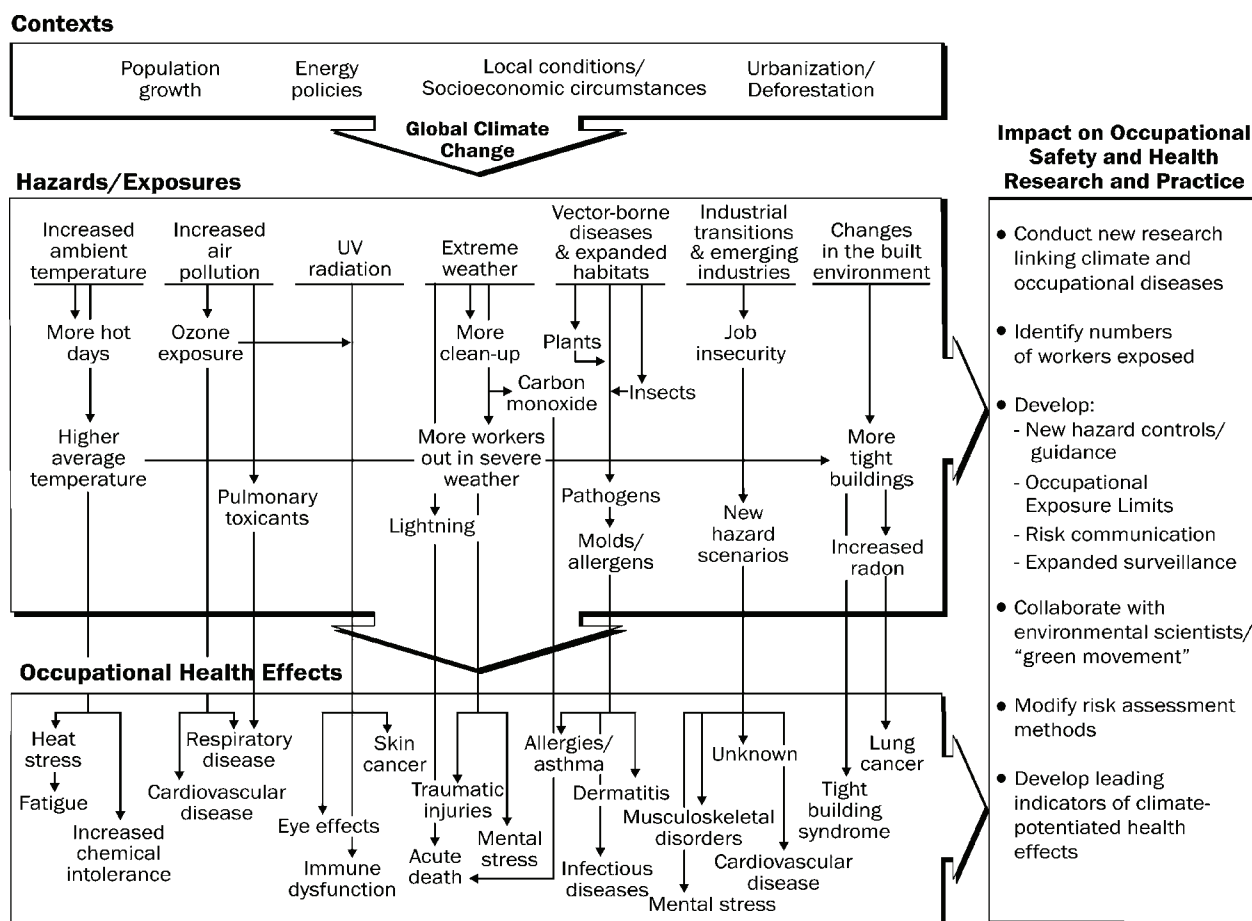 Contexts
Population
growth
Energy
policies
Local conditions/
Socioeconomic circumstances
Urbanization/
Deforestation
Global Climate
Change
Hazards/Exposures
Increased
ambient
temperature
Increased
air
pollution
UV
radiation
Extreme
weather
Vector-borne
diseases
& expanded
habitats
Industrial
transitions
& emerging
industries
Changes
in the built
environment
More hot
days
Ozone
exposure
More
clean-up
Plants
Job
insecurity
Carbon
monoxide
Insects
Higher
average
temperature
More workers
out in severe
weather
More
tight
buildings
Pulmonary
toxicants
Pathogens
Lightning
New
hazard
scenarios
Molds/
allergens
Increased
radon
Occupational Health Effects
Heat
stress
Fatigue
Increased
chemical
intolerance
Respiratory
disease
Cardiovascular
disease
Skin
cancer
Eye effects
Immune
dysfunction
Traumatic
injuries
Acute
death
Mental
stress
Allergies/
asthma
Dermatitis
Infectious
diseases
Unknown
Musculoskeletal
disorders
Cardiovascular
disease
Mental stress
Lung
cancer
Tight
building
syndrome
Impact on Occupational
Safety and Health
Research and Practice
• Conduct new research
linking climate and
occupational diseases
• Identify numbers
of workers exposed
• Develop:
- New hazard controls/
guidance
- Occupational
Exposure Limits
- Risk communication
- Expanded surveillance
• Collaborate with
environmental scientists/
“green movement”
• Modify risk assessment
methods
• Develop leading
indicators of climate-
potentiated health
effects